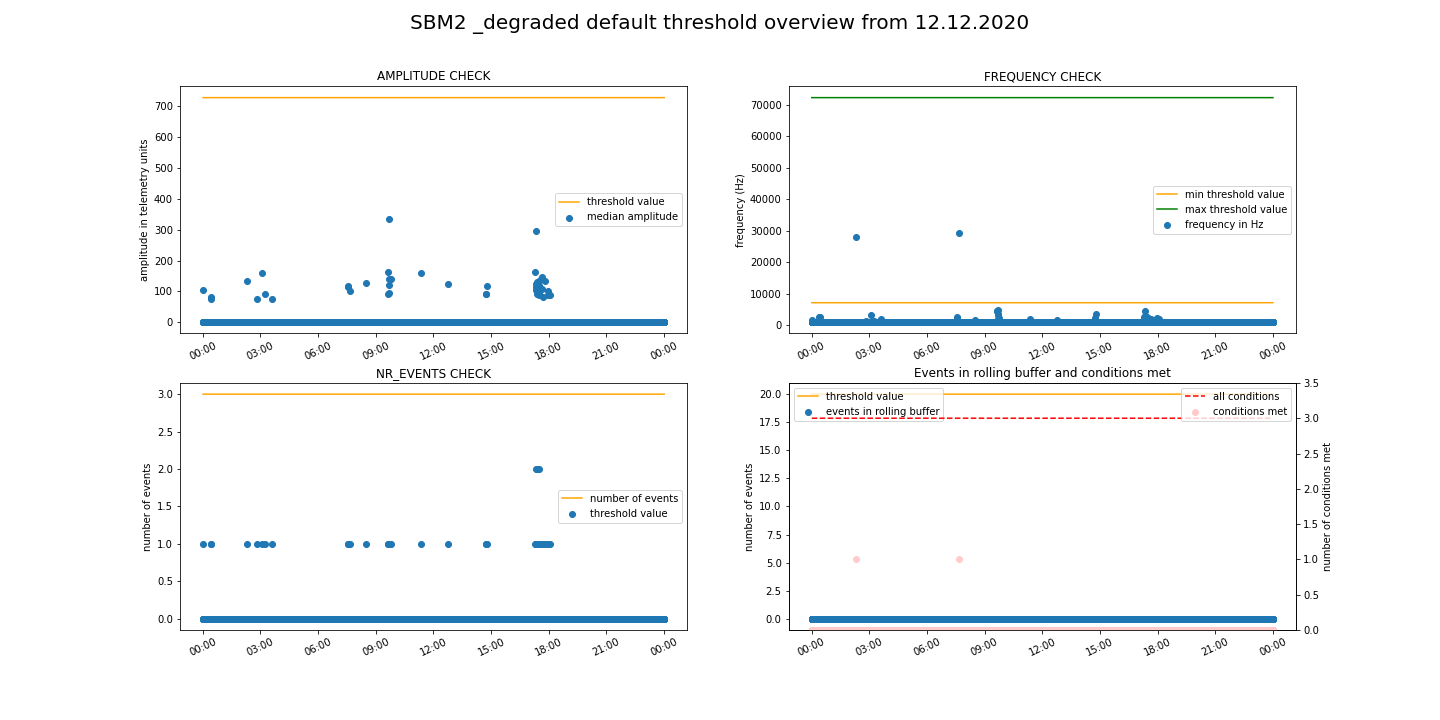 SBM2 _degraded default threshold overview from 12.12.2020
AMPLITUDE CHECK
amplitude in telemetry units
700
600
500
400
300
200
100
0
threshold value
median amplitude
00:00 03:00 06:00 09:00 12:00 15:00 18:00 21:00 00:00
FREQUENCY CHECK
frequency (Hz)
70000
60000
50000
40000
30000
20000
10000
0
min threshold value
max threshold value
frequency in Hz
00:00 03:00 06:00 09:00 12:00 15:00 18:00 21:00 00:00
NR_EVENTS CHECK
number of events
3.0
2.5
2.0
1.5
1.0
0.5
0.0
number of events
threshold value
00:00 03:00 06:00 09:00 12:00 15:00 18:00 21:00 00:00
Events in rolling buffer and conditions met
number of events
20.0
17.5
15.0
12.5
10.0
7.5
5.0
2.5
0.0
threshold value
events in rolling buffer
all conditions
conditions met
3.5
3.0
2.5
2.0
1.5
1.0
0.5
0.0
number of conditions met
00:00 03:00 06:00 09:00 12:00 15:00 18:00 21:00 00:00